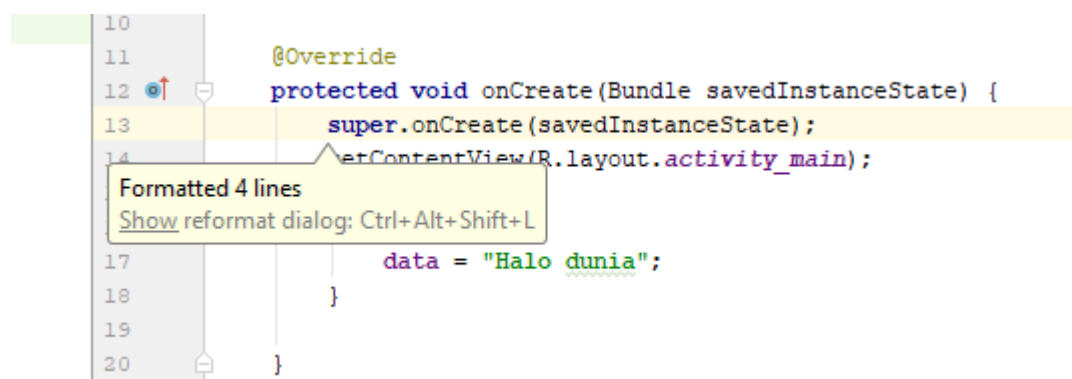 10
11 @Override
12 protected void onCreate(Bundle savedInstanceState) {
13 super.onCreate(savedInstanceState);
14 setContentView(R.layout.activity_main);
Formatted 4 lines
Show reformat dialog: Ctrl+Alt+Shift+L
17 data = "Halo dunia";
18 }
19
20 }